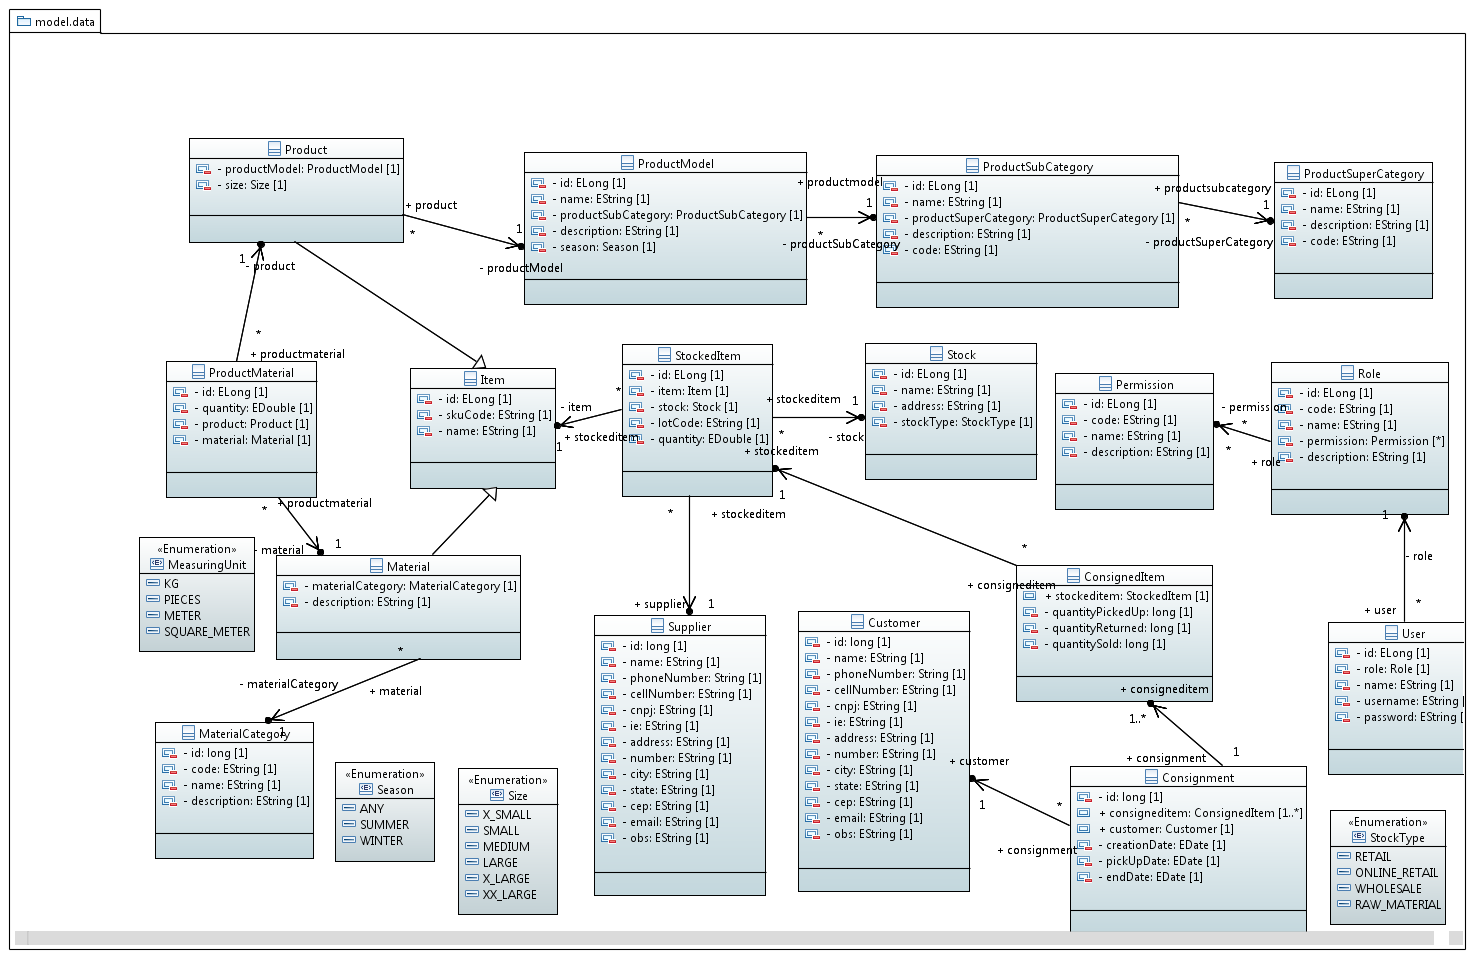 model.data
Product
- productModel: ProductModel [1]
- size: Size [1]
+ product
*
1
- productModel
ProductModel
- id: ELong [1]
- name: EString [1]
- productSubCategory: ProductSubCategory [1]
- description: EString [1]
- season: Season [1]
+ productmodel
1
*
- productSubCategory
ProductSubCategory
- id: ELong [1]
- name: EString [1]
- productSuperCategory: ProductSuperCategory [1]
- description: EString [1]
- code: EString [1]
+ productsubcategory
1
*
- productSuperCategory
ProductSuperCategory
- id: ELong [1]
- name: EString [1]
- description: EString [1]
- code: EString [1]
1
- product
*
+ productmaterial
ProductMaterial
- id: ELong [1]
- quantity: EDouble [1]
- product: Product [1]
- material: Material [1]
*
+ productmaterial
- material
1
Item
- id: ELong [1]
- skuCode: EString [1]
- name: EString [1]
*
- item
+ stockeditem
1
StockedItem
- id: ELong [1]
- item: Item [1]
- stock: Stock [1]
- lotCode: EString [1]
- quantity: EDouble [1]
+ stockeditem
1
*
- stock
+ stockeditem
1
Stock
- id: ELong [1]
- name: EString [1]
- address: EString [1]
- stockType: StockType [1]
Permission
- id: ELong [1]
- code: EString [1]
- name: EString [1]
- description: EString [1]
- permission
*
*
+ role
Role
- id: ELong [1]
- code: EString [1]
- name: EString [1]
- permission: Permission [*]
- description: EString [1]
1
- role
*
+ user
User
- id: ELong [1]
- role: Role [1]
- name: EString [1]
- username: EString
- password: EString [
«Enumeration»
MeasuringUnit
KG
PIECES
METER
SQUARE_METER
Material
- materialCategory: MaterialCategory [1]
- description: EString [1]
*
- materialCategory
+ material
1
MaterialCategory
- id: long [1]
- code: EString [1]
- name: EString [1]
- description: EString [1]
«Enumeration»
Season
ANY
SUMMER
WINTER
«Enumeration»
Size
X_SMALL
SMALL
MEDIUM
LARGE
X_LARGE
XX_LARGE
*
+ stockeditem
+ supplier
1
Supplier
- id: long [1]
- name: EString [1]
- phoneNumber: String [1]
- cellNumber: EString [1]
- cnpj: EString [1]
- ie: EString [1]
- address: EString [1]
- number: EString [1]
- city: EString [1]
- state: EString [1]
- cep: EString [1]
- email: EString [1]
- obs: EString [1]
Customer
- id: long [1]
- name: EString [1]
- phoneNumber: String [1]
- cellNumber: EString [1]
- cnpj: EString [1]
- ie: EString [1]
- address: EString [1]
- number: EString [1]
- city: EString [1]
- state: EString [1]
- cep: EString [1]
- email: EString [1]
- obs: EString [1]
*
+ consigneditem
ConsignedItem
+ stockeditem: StockedItem [1]
- quantityPickedUp: long [1]
- quantityReturned: long [1]
- quantitySold: long [1]
+ consigneditem
1..*
1
+ consignment
+ customer
1
*
+ consignment
Consignment
- id: long [1]
+ consigneditem: ConsignedItem [1..*]
+ customer: Customer [1]
- creationDate: EDate [1]
- pickUpDate: EDate [1]
- endDate: EDate [1]
«Enumeration»
StockType
RETAIL
ONLINE_RETAIL
WHOLESALE
RAW_MATERIAL